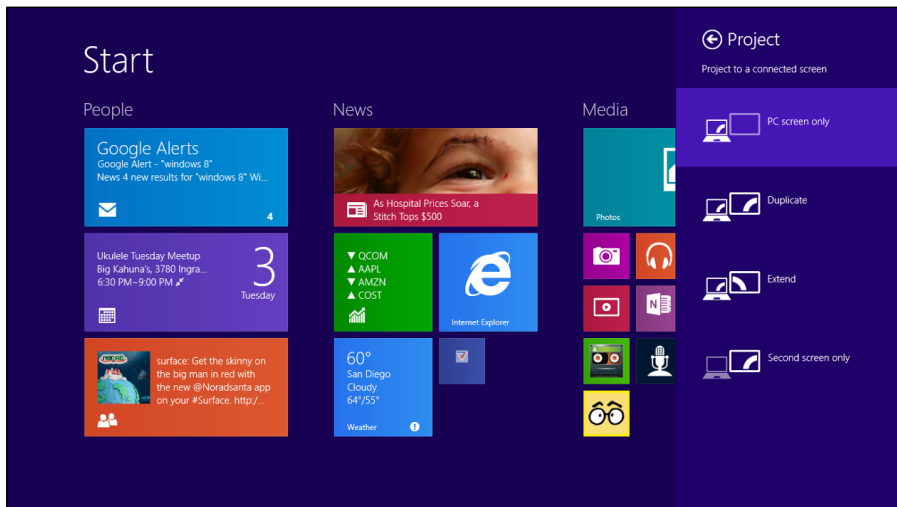 Start
People
Google Alerts
Google Alert - "windows 8"
News 4 new results for "windows 8" Wi...
4
Ukulele Tuesday Meetup
Big Kahuna's, 3780 Ingra...
6:30 PM–9:00 PM
3
Tuesday
NORAD
surface: Get the skinny on
the big man in red with
the new @Noradsanta app
on your #Surface. http:/...
News
As Hospital Prices Soar, a
Stitch Tops $500
▼ QCOM
▲ AAPL
▼ AMZN
▲ COST
Internet Explorer
60°
San Diego
Cloudy
64°/55°
Weather
Media
Photos
N
Project
Project to a connected screen
PC screen only
Duplicate
Extend
Second screen only